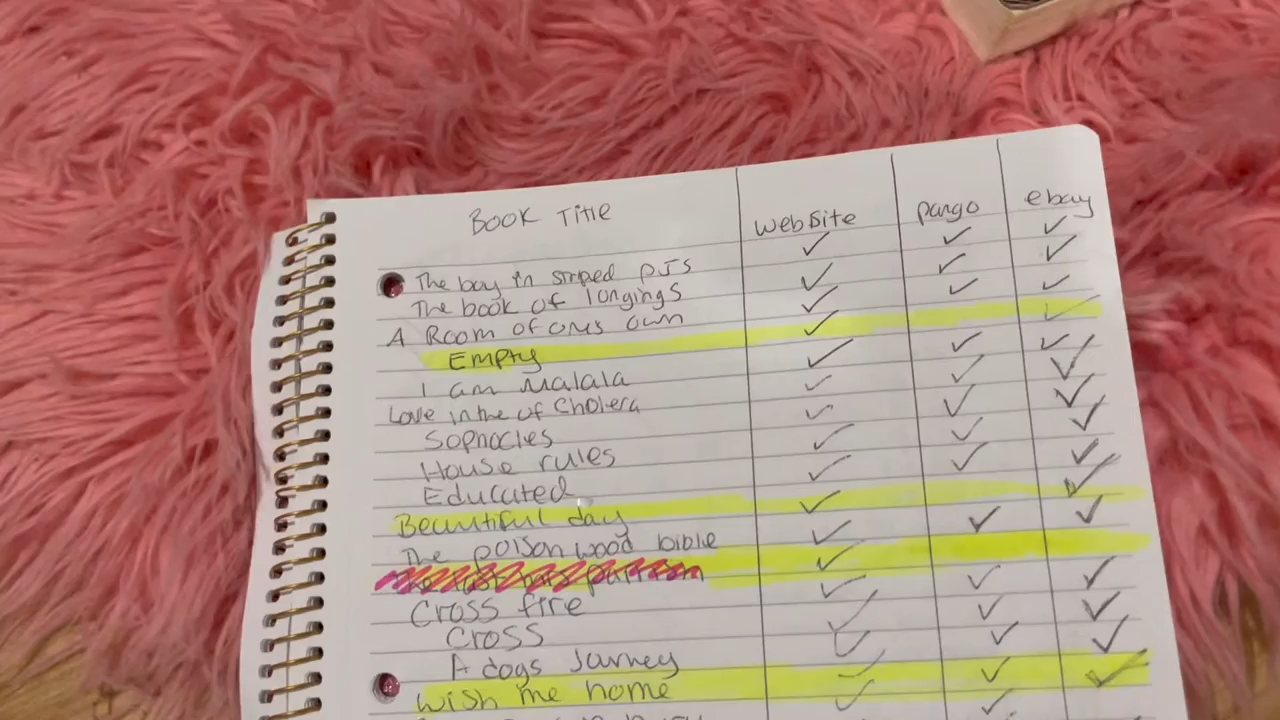 Book Title website pango ebay
The boy in striped PJS
The book of longings
A Room of ones own
Empty
I am Malala
Love in the of Cholera
Sophocles
House rules
Educated
Beautiful day
The poison wood bible
Cross fire
Cross
A dogs Jurney
Wish me home